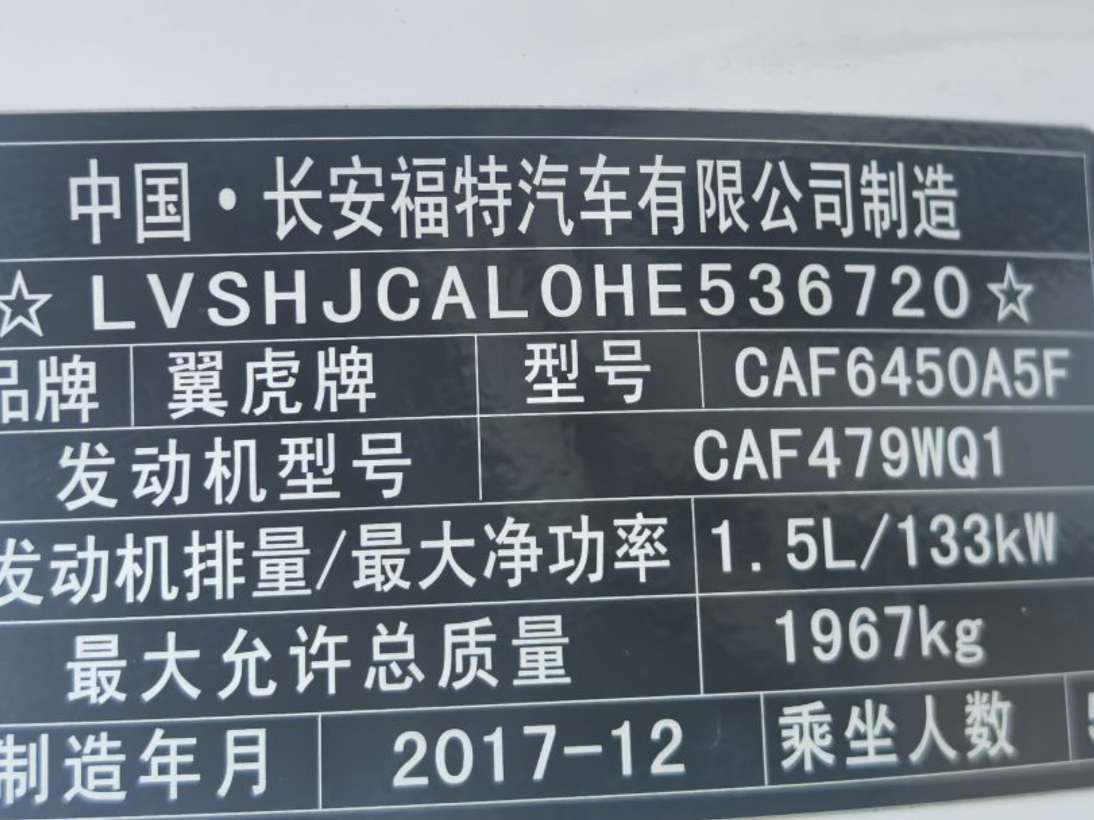 中国·长安福特汽车有限公司制造
☆LVSHJCAL0HE536720☆
品牌 翼虎牌 型号 CAF6450A5F
发动机型号 CAF479WQ1
发动机排量/最大净功率 1.5L/133kW
最大允许总质量 1967kg
制造年月 2017-12 乘坐人数